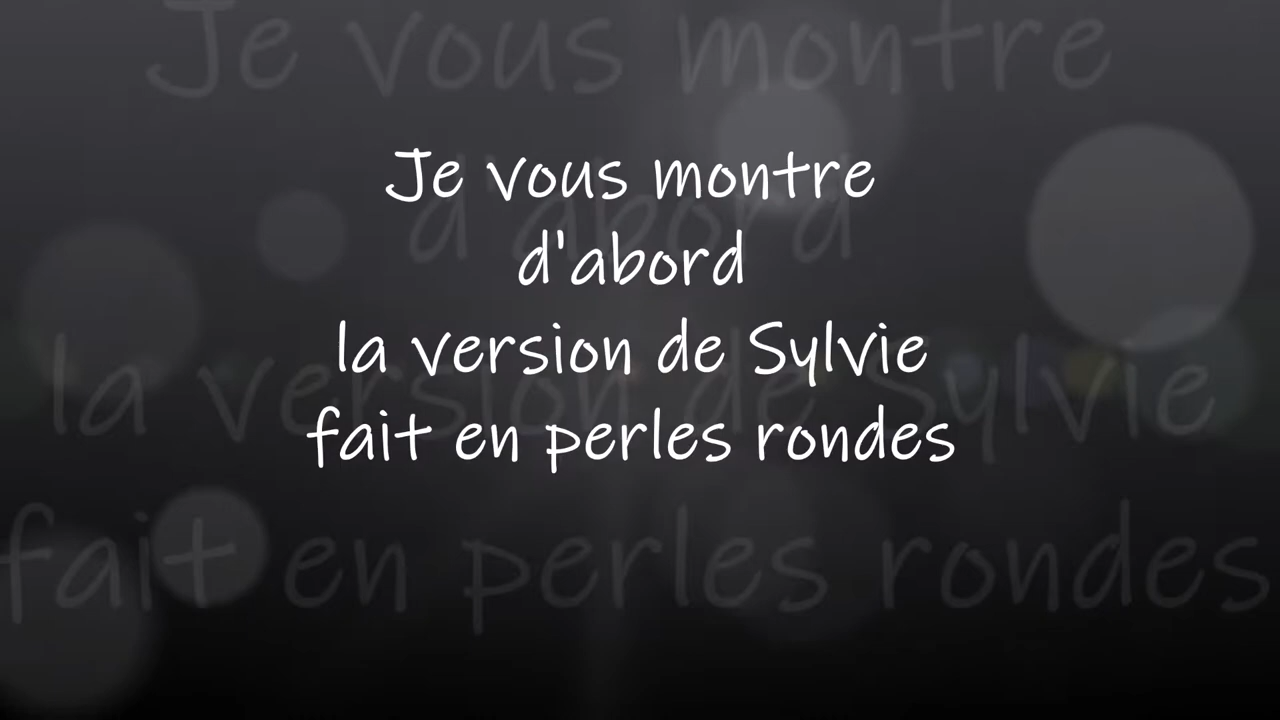 Je vous montre
d'abord
la version de Sylvie
fait en perles rondes